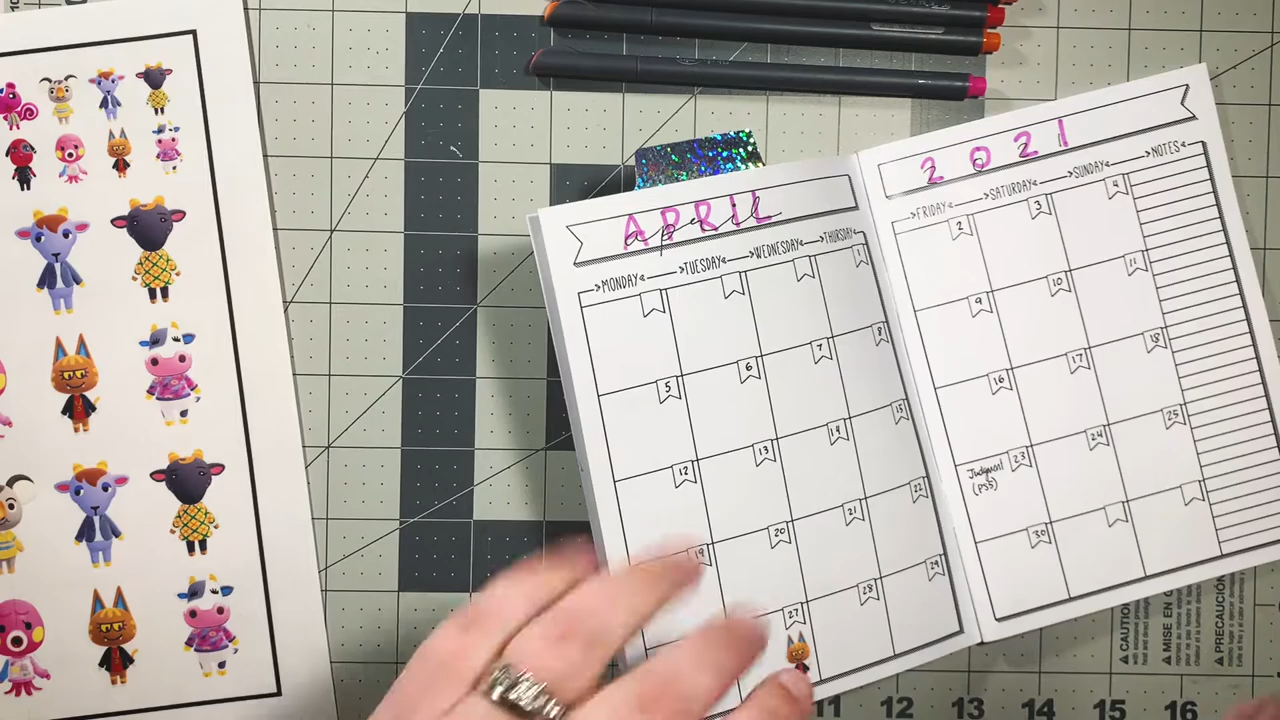 APRIL
april
2021
>MONDAY< >TUESDAY< >WEDNESDAY< >THURSDAY<
>FRIDAY< >SATURDAY< >SUNDAY< >NOTES<
1
2 3 4
5 6 7 8
9 10 11
12 13 14 15
16 17 18
19 20 21 22
23 24 25
Judgment
(PS5)
27 28 29
30
11 12 13 14 15 16
CAUTION
MISE EN G
PRECAUCIÓN